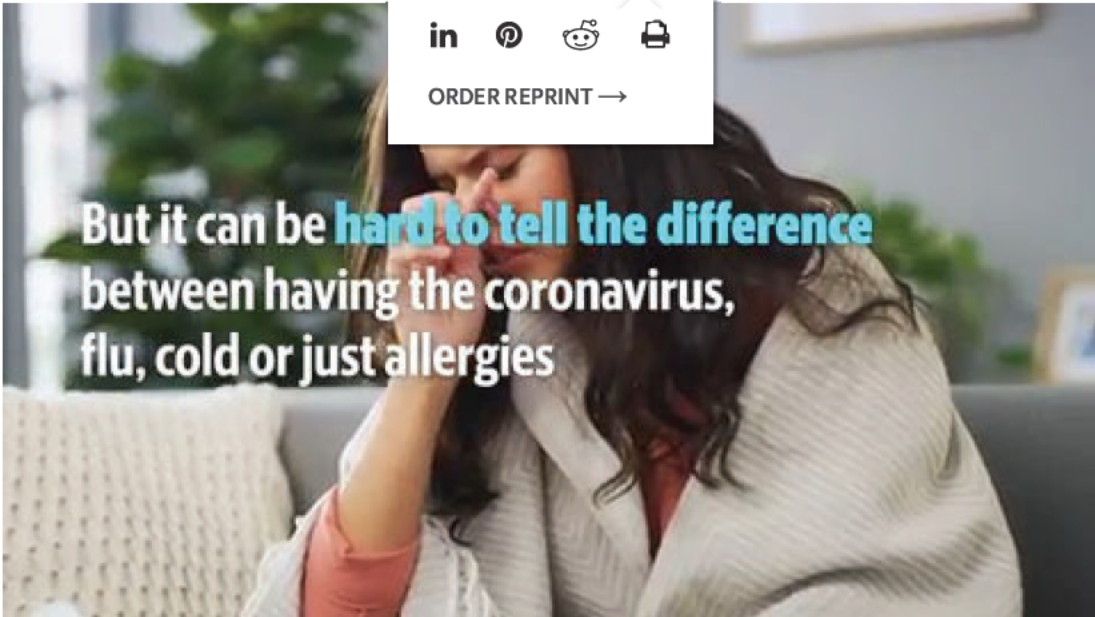 in
ORDER REPRINT →
But it can be hard to tell the difference
between having the coronavirus,
flu, cold or just allergies